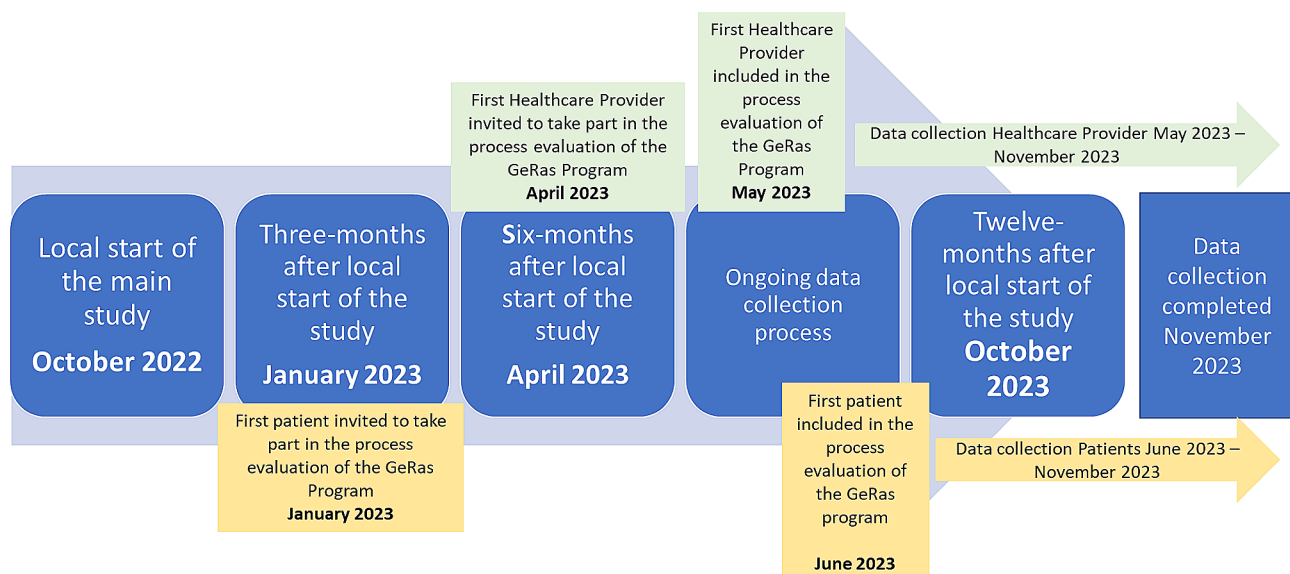 First Healthcare Provider
invited to take part in the
process evaluation of the
GeRas Program
April 2023
First Healthcare
Provider
included in the
process
evaluation of
the GeRas
Program
May 2023
Data collection Healthcare Provider May 2023 –
November 2023
Local start of
the main
study
October 2022
Three-months
after local
start of the
study
January 2023
Six-months
after local
start of the
study
April 2023
Ongoing data
collection
process
Twelve-
months after
local start of
the study
October
2023
Data
collection
completed
November
2023
First patient invited to take
part in the process
evaluation of the GeRas
Program
January 2023
First patient
included in the
process
evaluation of
the GeRas
program
June 2023
Data collection Patients June 2023 –
November 2023